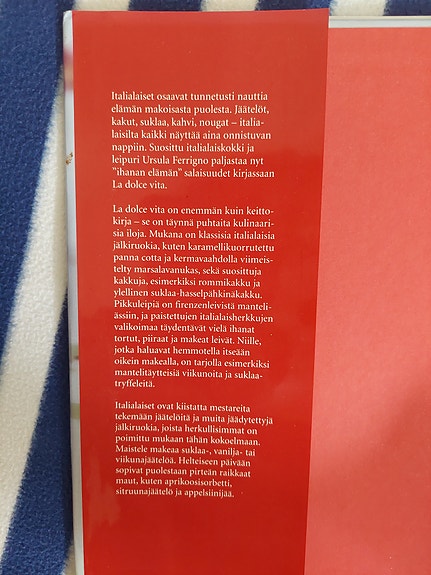 Italialaiset osaavat tunnetusti nauttia
elämän makoisasta puolesta. Jäätelöt,
kakut, suklaa, kahvi, nougat – italia-
laisilta kaikki näyttää aina onnistuvan
nappiin. Suosittu italialaiskokki ja
leipuri Ursula Ferrigno paljastaa nyt
"ihanan elämän" salaisuudet kirjassaan
La dolce vita.
La dolce vita on enemmän kuin keitto-
kirja – se on täynnä puhtaita kulinaari-
sia iloja. Mukana on klassisia italialaisia
jälkiruokia, kuten karamellikuorrutettu
panna cotta ja kermavaahdolla viimeis-
telty marsalavanukas, sekä suosittuja
kakkuja, esimerkiksi rommikakku ja
ylellinen suklaa-hasselpähkinäkakku.
Pikkuleipiä on firenzenleivistä manteli-
ässiin, ja paistettujen italialaisherkkujen
valikoimaa täydentävät vielä ihanat
tortut, piiraat ja makeat leivät. Niille,
jotka haluavat hemmotella itseään
oikein makealla, on tarjolla esimerkiksi
mantelitäytteisiä viikunoita ja suklaa-
tryffeleitä.
Italialaiset ovat kiistatta mestareita
tekemään jäätelöitä ja muita jäädytettyjä
jälkiruokia, joista herkullisimmat on
poimittu mukaan tähän kokoelmaan.
Maistele makeaa suklaa-, vanilja- tai
viikunajäätelöä. Helteiseen päivään
sopivat puolestaan pirteän raikkaat
maut, kuten aprikoosisorbetti,
sitruunajäätelö ja appelsiinijää.